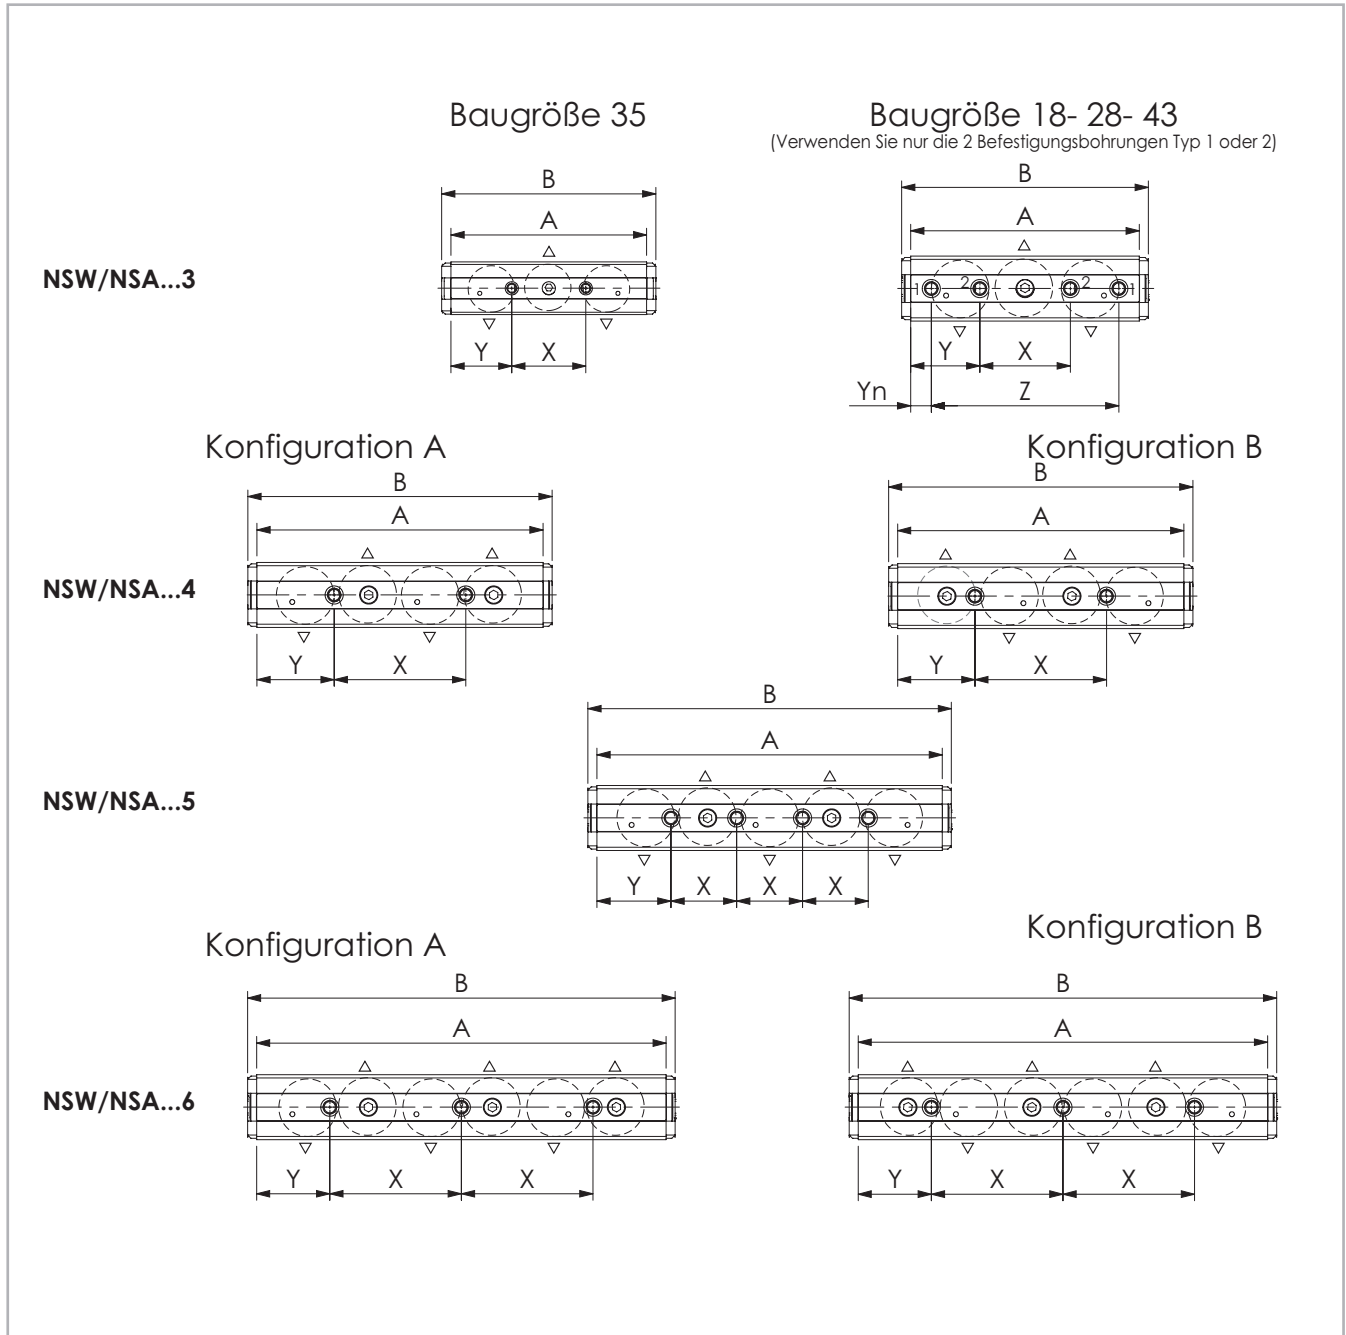 Baugröße 35
Baugröße 18- 28- 43
(Verwenden Sie nur die 2 Befestigungsbohrungen Typ 1 oder 2)
B
B
A
A
NSW/NSA...3
1 2 2 1
Y X
Y X
Yn Z
Konfiguration A
Konfiguration B
B
B
A
A
NSW/NSA...4
Y X
Y X
B
A
NSW/NSA...5
Y X X X
Konfiguration A
Konfiguration B
B
B
A
A
NSW/NSA...6
Y X X
Y X X